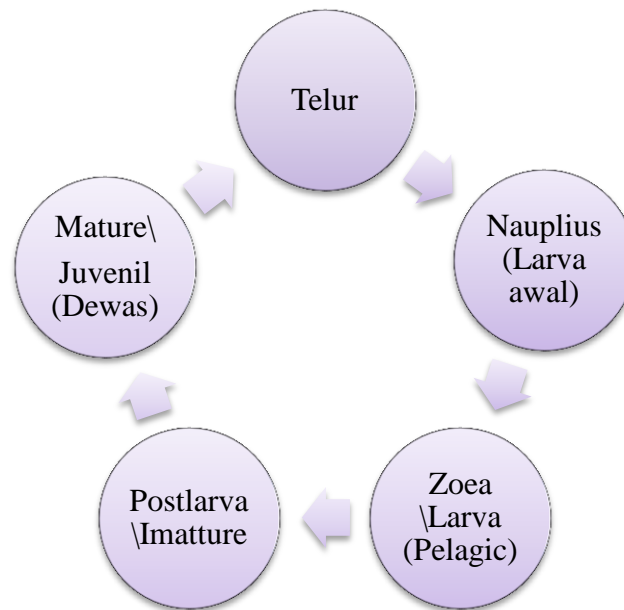 Telur
Nauplius
(Larva
awal)
Zoea
\Larva
(Pelagic)
Postlarva
\Imatture
Mature\
Juvenil
(Dewas)